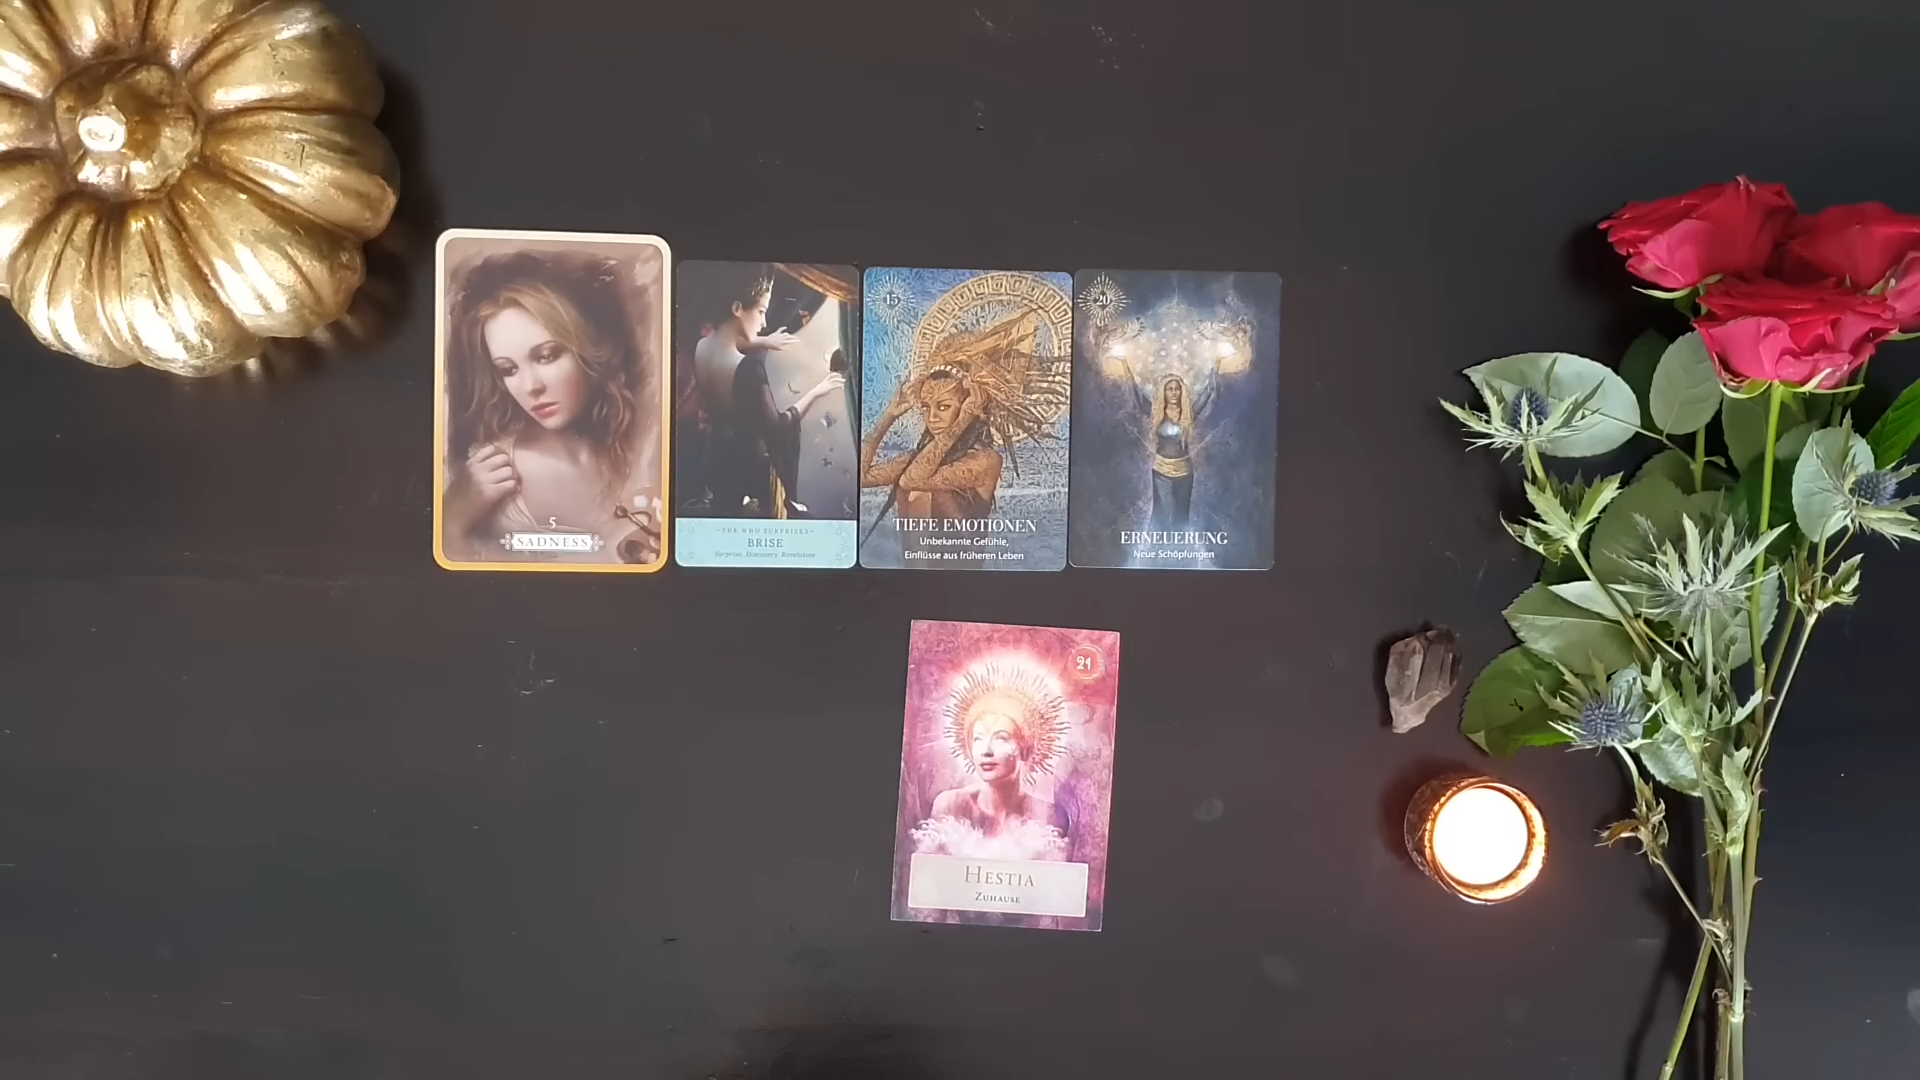 5
SADNESS
~SHE WHO SURPRISES~
BRISE
Surprise, Discovery, Revelation
15
TIEFE EMOTIONEN
Unbekannte Gefühle,
Einflüsse aus früheren Leben
20
ERNEUERUNG
Neue Schöpfungen
21
HESTIA
ZUHAUSE